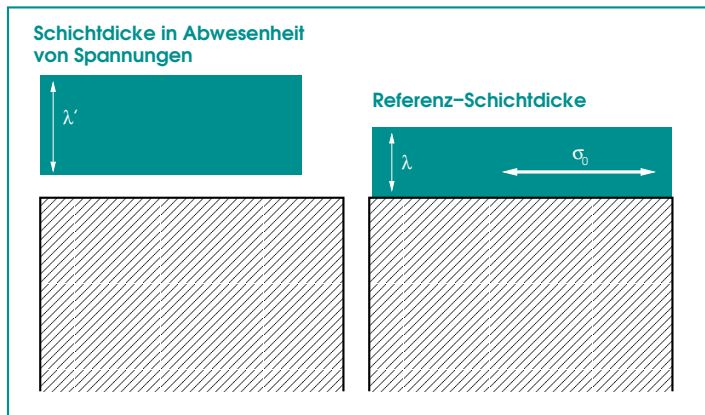 Schichtdicke in Abwesenheit
von Spannungen
λ′
Referenz–Schichtdicke
λ
σ₀